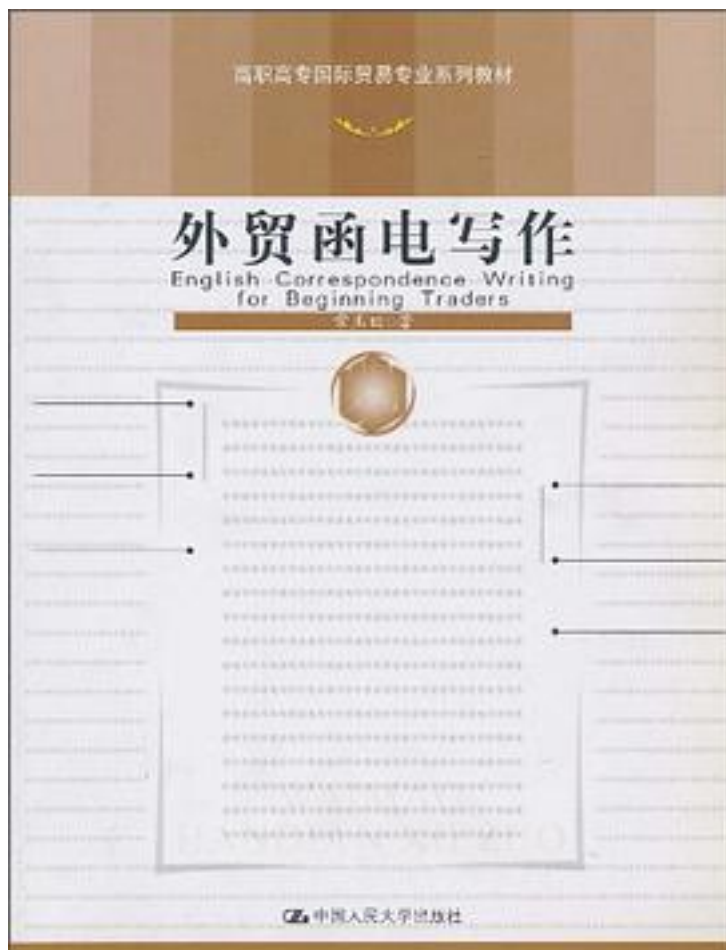 高职高专国际贸易专业系列教材
外贸函电写作
English Correspondence Writing
for Beginning Traders
著
中国人民大学出版社